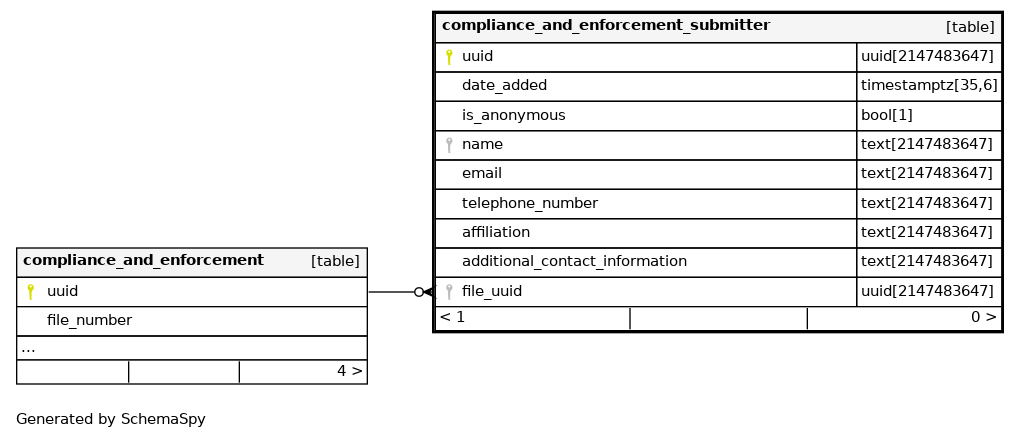 compliance_and_enforcement_submitter [table]
uuid uuid[2147483647]
date_added timestamptz[35,6]
is_anonymous bool[1]
name text[2147483647]
email text[2147483647]
telephone_number text[2147483647]
affiliation text[2147483647]
additional_contact_information text[2147483647]
file_uuid uuid[2147483647]
< 1 0 >
compliance_and_enforcement [table]
uuid
file_number
...
4 >
Generated by SchemaSpy